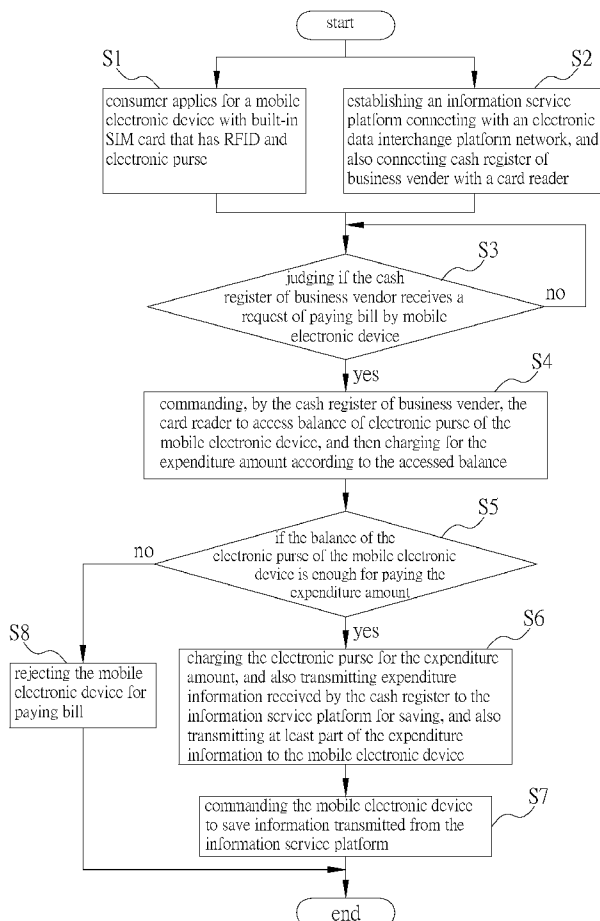 start
S1
S2
consumer applies for a mobile
electronic device with built-in
SIM card that has RFID and
electronic purse
establishing an information service
platform connecting with an electronic
data interchange platform network, and
also connecting cash register of
business vender with a card reader
S3
judging if the cash
register of business vendor receives a
request of paying bill by mobile
electronic device
no
yes
S4
commanding, by the cash register of business vender, the
card reader to access balance of electronic purse of the
mobile electronic device, and then charging for the
expenditure amount according to the accessed balance
S5
if the balance of the
electronic purse of the mobile electronic
device is enough for paying the
expenditure amount
no
yes
S6
S8
rejecting the mobile
electronic device for
paying bill
charging the electronic purse for the expenditure
amount, and also transmitting expenditure
information received by the cash register to the
information service platform for saving, and also
transmitting at least part of the expenditure
information to the mobile electronic device
S7
commanding the mobile electronic device
to save information transmitted from the
information service platform
end